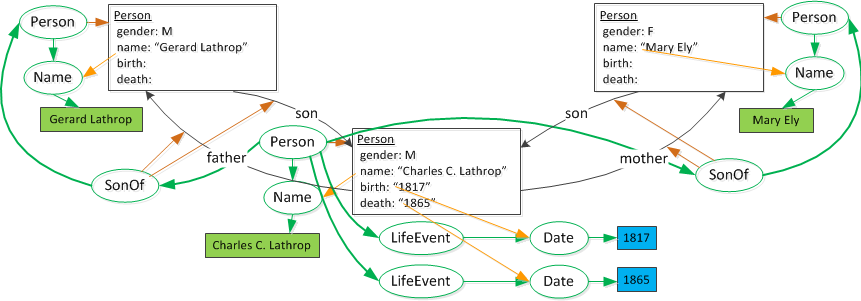 Person
Person
gender: M
name: “Gerard Lathrop”
birth:
death:
Name
Gerard Lathrop
Person
gender: F
name: “Mary Ely”
birth:
death:
Person
Name
Mary Ely
son
son
father
mother
SonOf
SonOf
Person
Person
gender: M
name: “Charles C. Lathrop”
birth: “1817”
death: “1865”
Name
Charles C. Lathrop
LifeEvent
Date
1817
LifeEvent
Date
1865